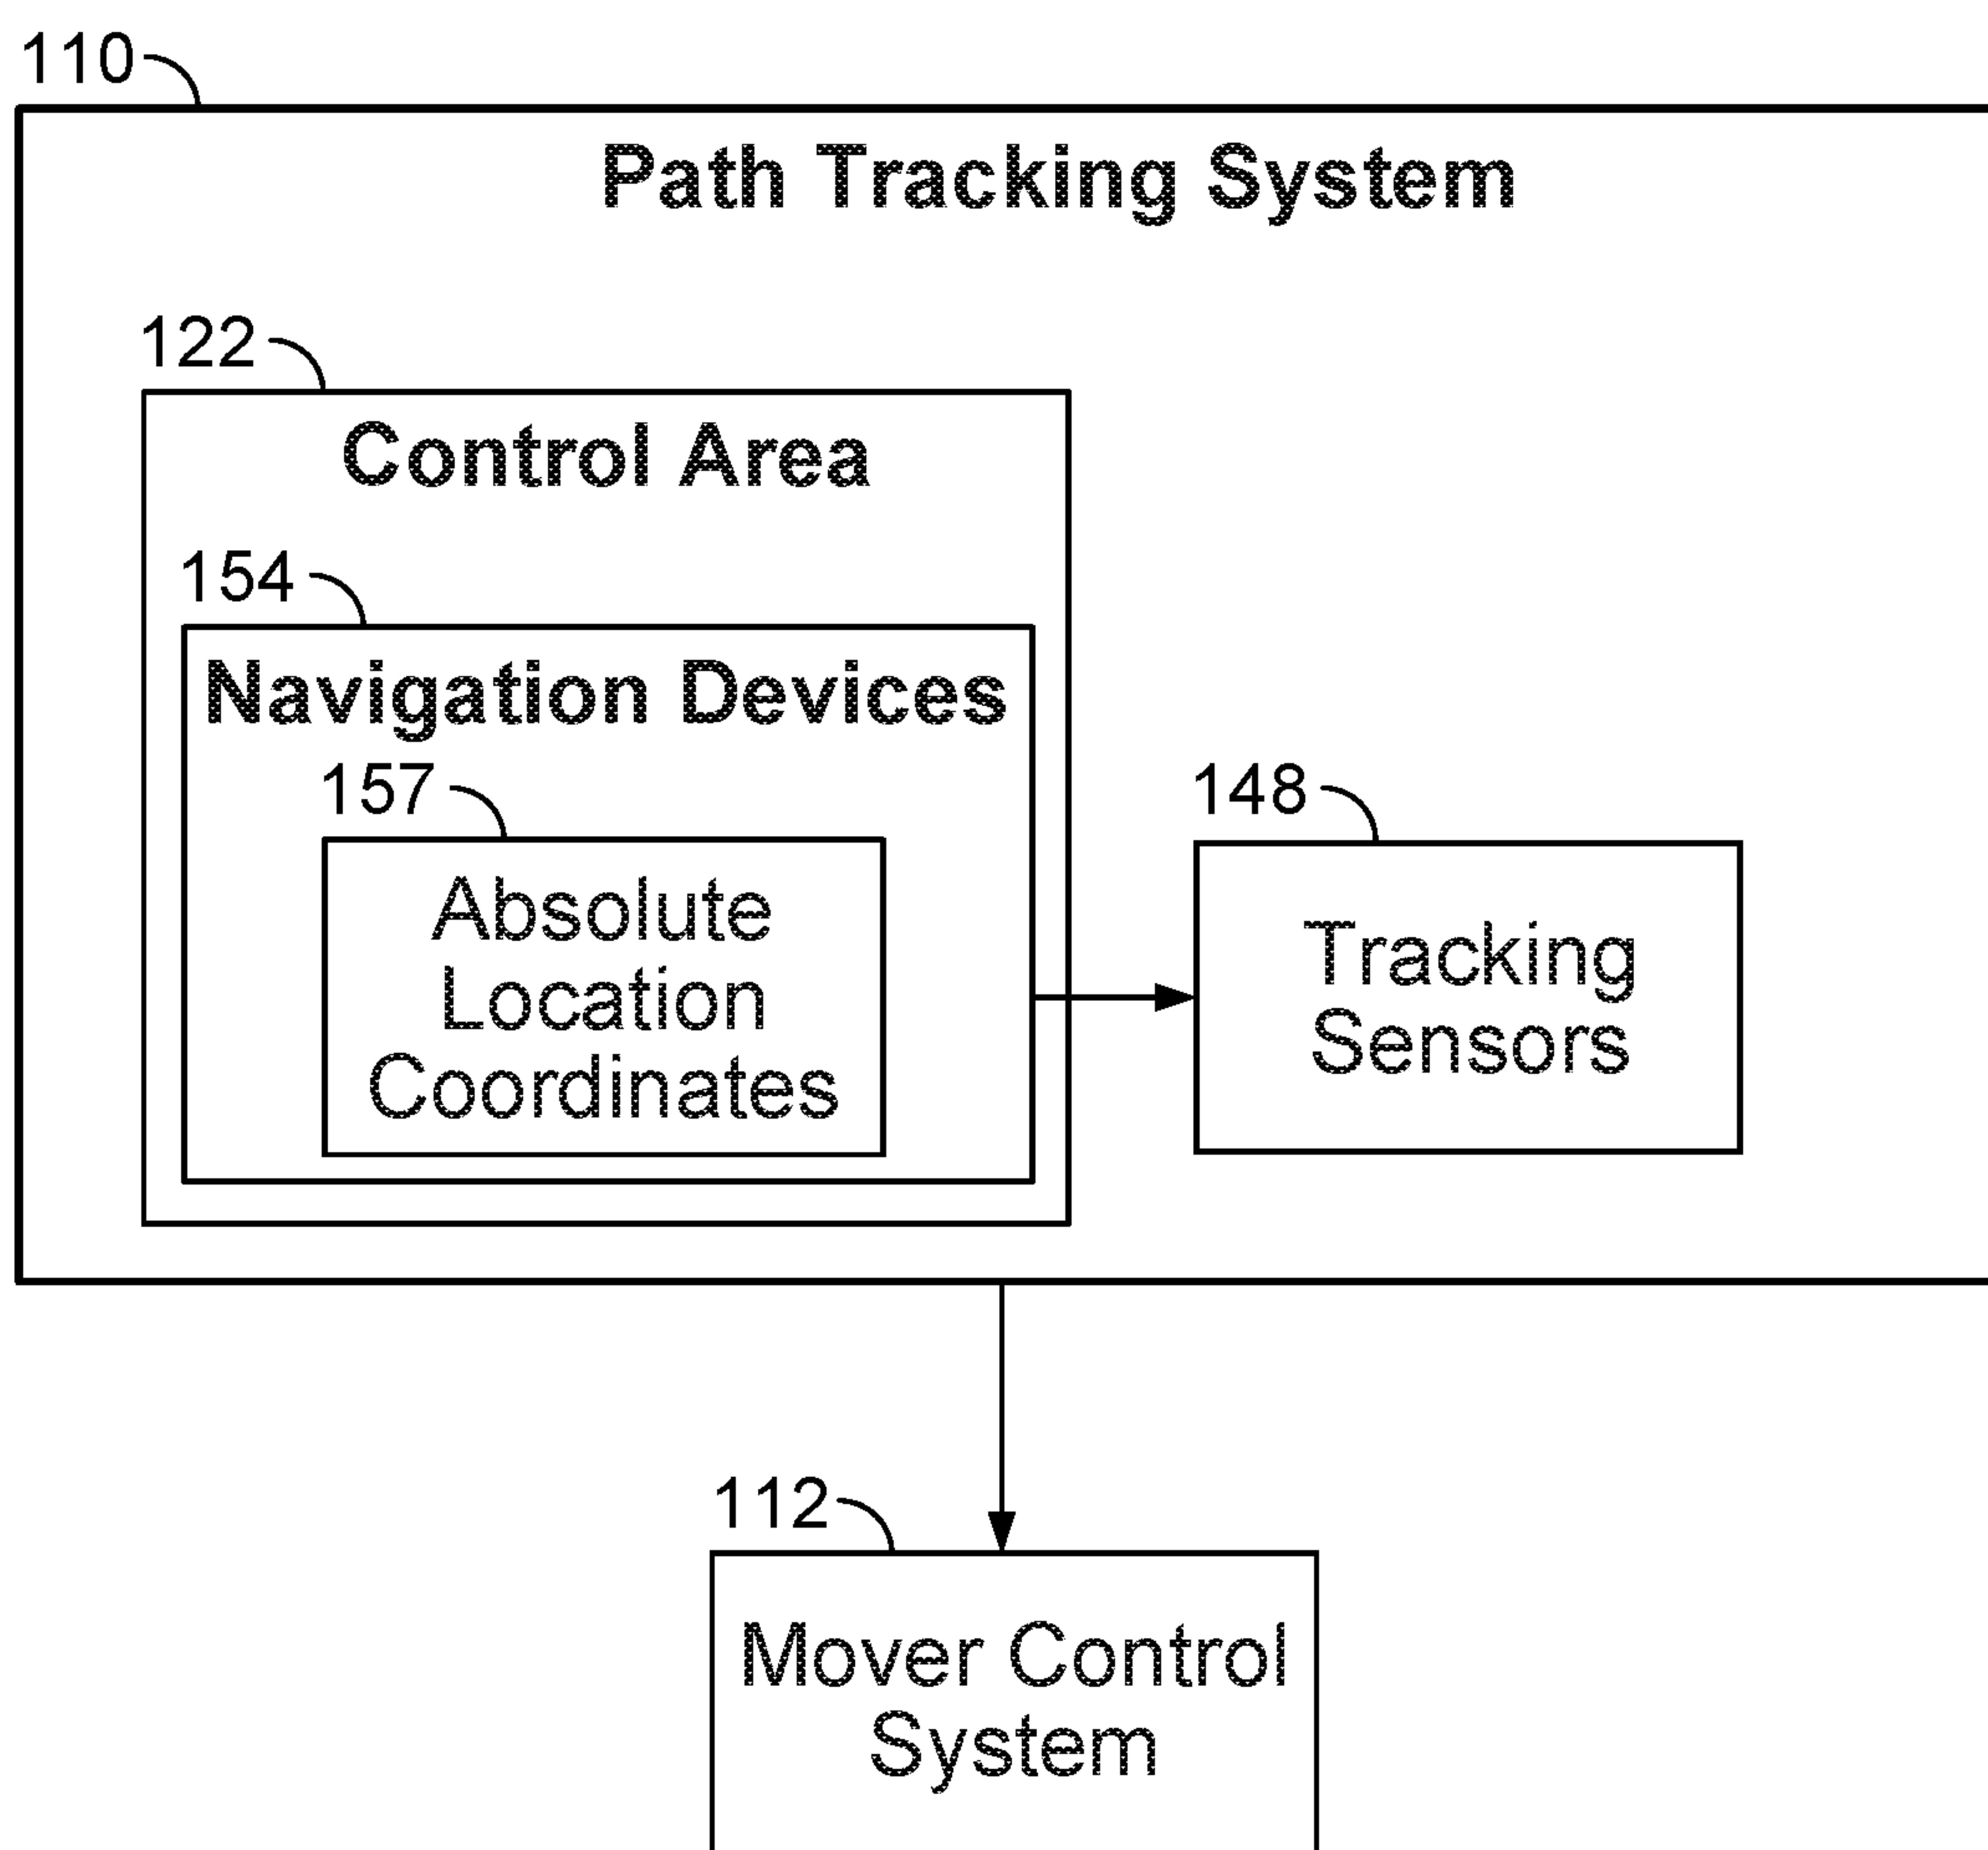 110
Path Tracking System
122
Control Area
154
Navigation Devices
157
148
Absolute
Location
Coordinates
Tracking
Sensors
112
Mover Control
System